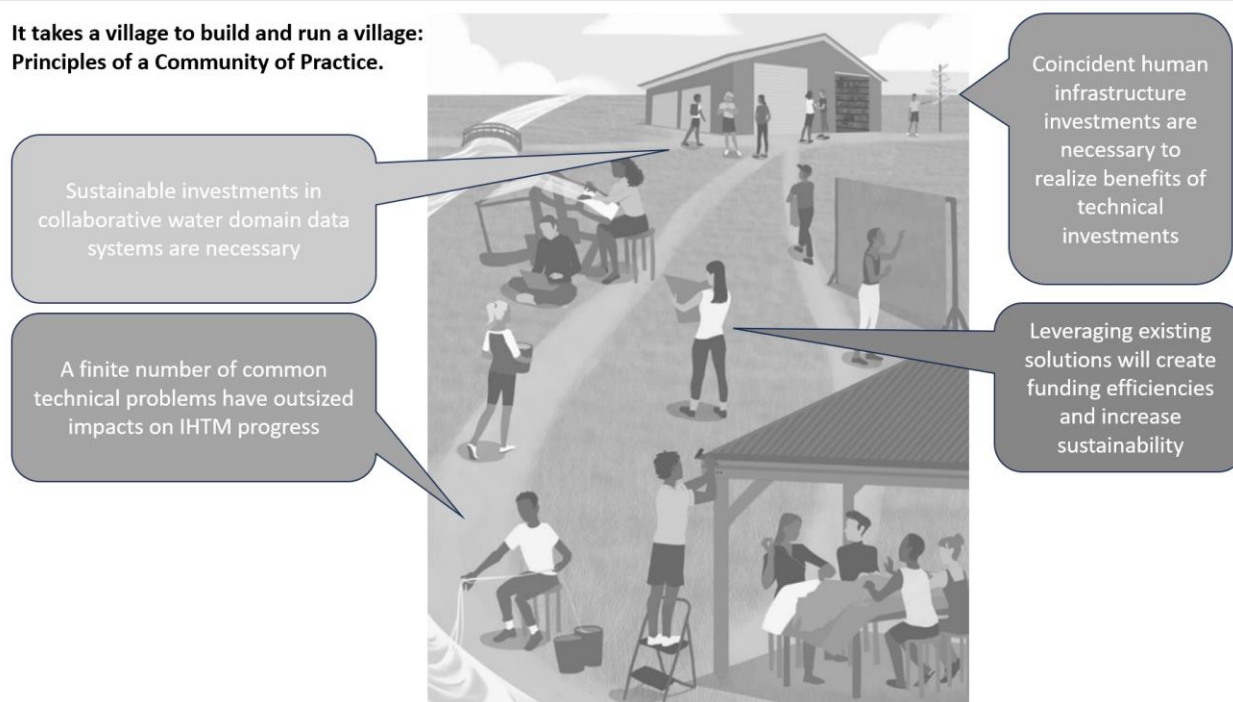 It takes a village to build and run a village:
Principles of a Community of Practice.
Sustainable investments in
collaborative water domain data
systems are necessary
A finite number of common
technical problems have outsized
impacts on IHTM progress
Coincident human
infrastructure
investments are
necessary to
realize benefits of
technical
investments
Leveraging existing
solutions will create
funding efficiencies
and increase
sustainability